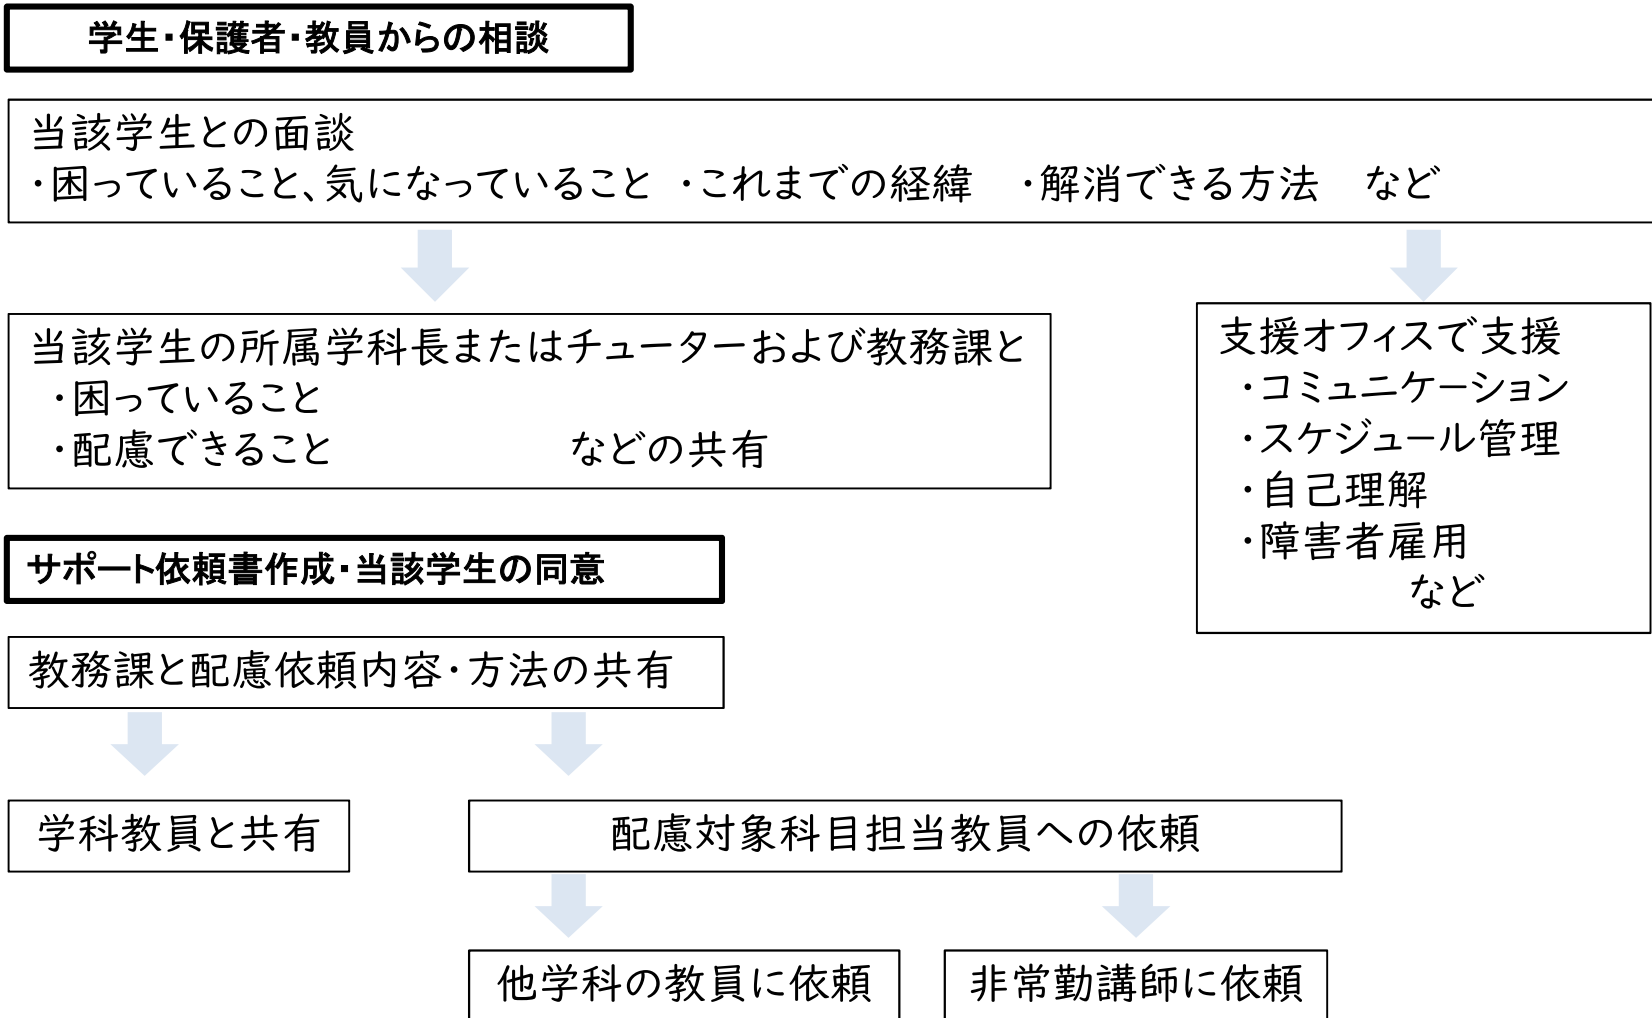 学生・保護者・教員からの相談
当該学生との面談
・困っていること、気になっていること ・これまでの経緯 ・解消できる方法 など
当該学生の所属学科長またはチューターおよび教務課と
・困っていること
・配慮できること などの共有
支援オフィスで支援
・コミュニケーション
・スケジュール管理
・自己理解
・障害者雇用
など
サポート依頼書作成・当該学生の同意
教務課と配慮依頼内容・方法の共有
学科教員と共有
配慮対象科目担当教員への依頼
他学科の教員に依頼
非常勤講師に依頼